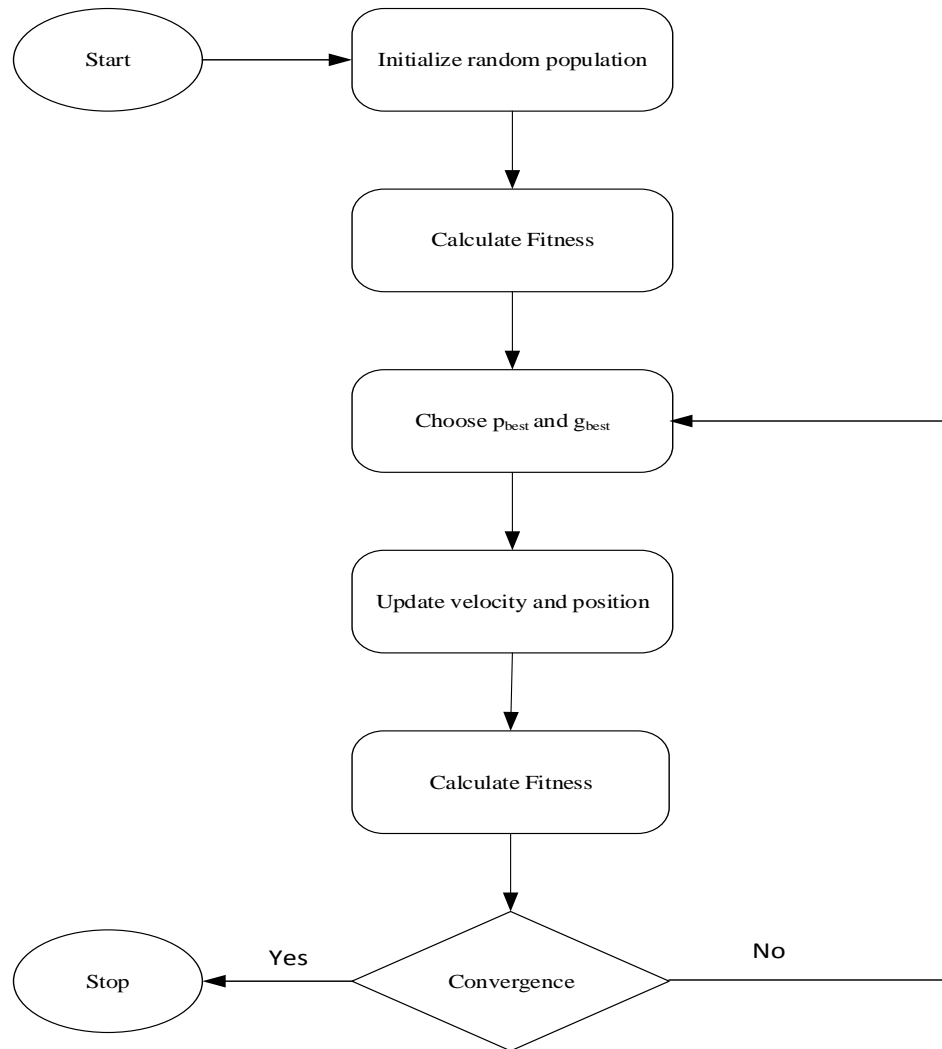 Start
Initialize random population
Calculate Fitness
Choose pbest and gbest
Update velocity and position
Calculate Fitness
Convergence
Yes
No
Stop